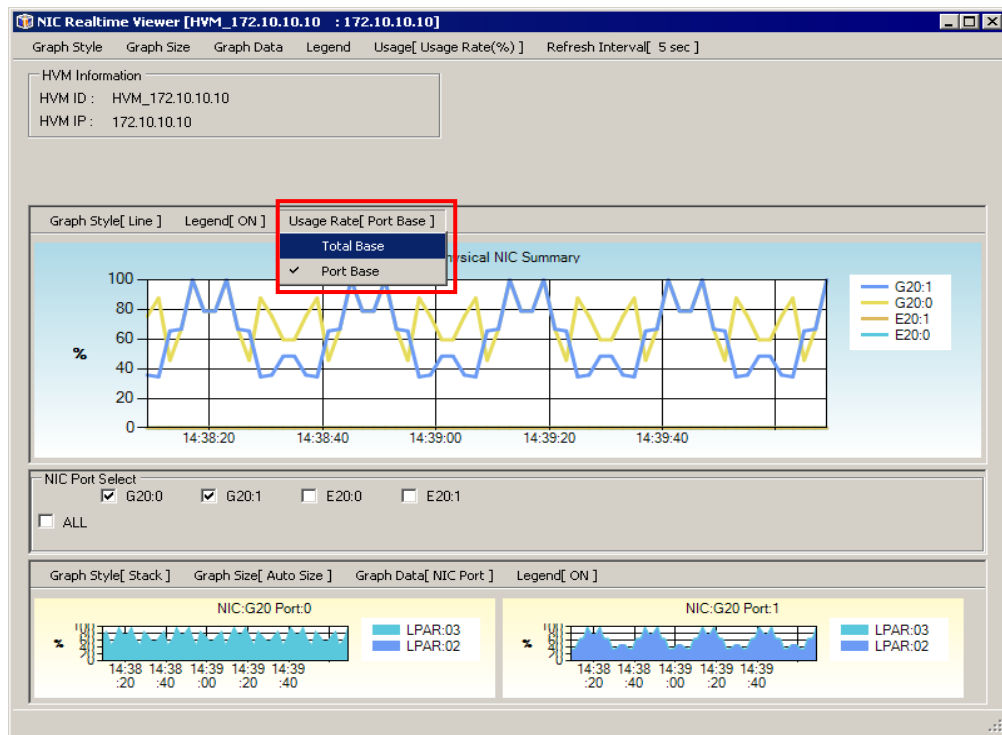 NIC Realtime Viewer [HVM_172.10.10.10   : 172.10.10.10]
Graph Style Graph Size Graph Data Legend Usage[ Usage Rate(%) ] Refresh Interval[ 5 sec ]
HVM Information
HVM ID : HVM_172.10.10.10
HVM IP : 172.10.10.10
Graph Style[ Line ] Legend[ ON ] Usage Rate[ Port Base ]
Total Base
Port Base
Summary
NIC
100
80
60
40
20
0
%
14:38:20 14:38:40 14:39:00 14:39:20 14:39:40
G20:1
G20:0
E20:1
E20:0
NIC Port Select
G20:0 G20:1 E20:0 E20:1
ALL
Graph Style[ Stack ] Graph Size[ Auto Size ] Graph Data[ NIC Port ] Legend[ ON ]
NIC:G20 Port:0
%
14:38 14:38 14:39 14:39 14:39
:20 :40 :00 :20 :40
LPAR:03
LPAR:02
NIC:G20 Port:1
%
14:38 14:38 14:39 14:39 14:39
:20 :40 :00 :20 :40
LPAR:03
LPAR:02